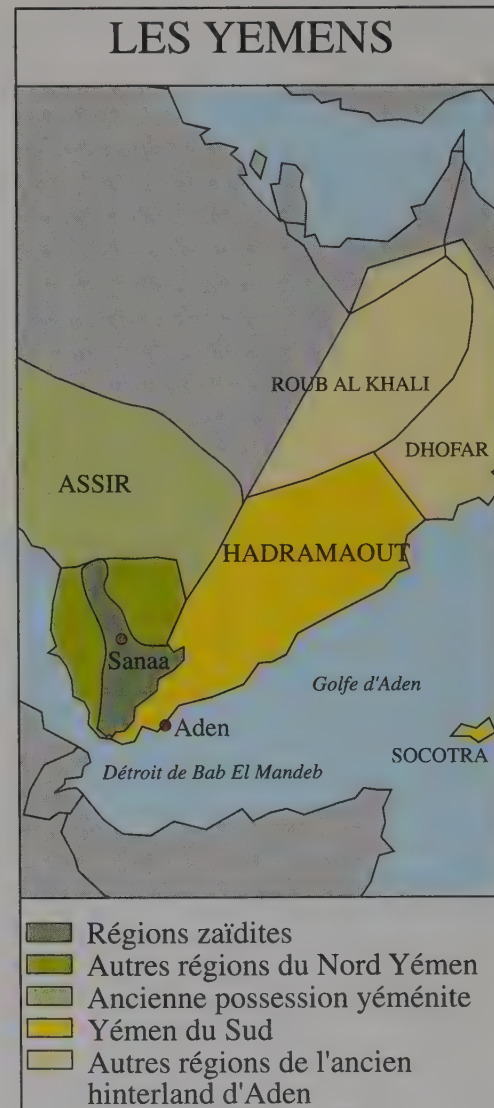 LES YEMENS
ROUB AL KHALI
DHOFAR
ASSIR
HADRAMAOUT
Sanaa
Golfe d'Aden
Aden
SOCOTRA
Détroit de Bab El Mandeb
Régions zaïdites
Autres régions du Nord Yémen
Ancienne possession yéménite
Yémen du Sud
Autres régions de l'ancien
hinterland d'Aden